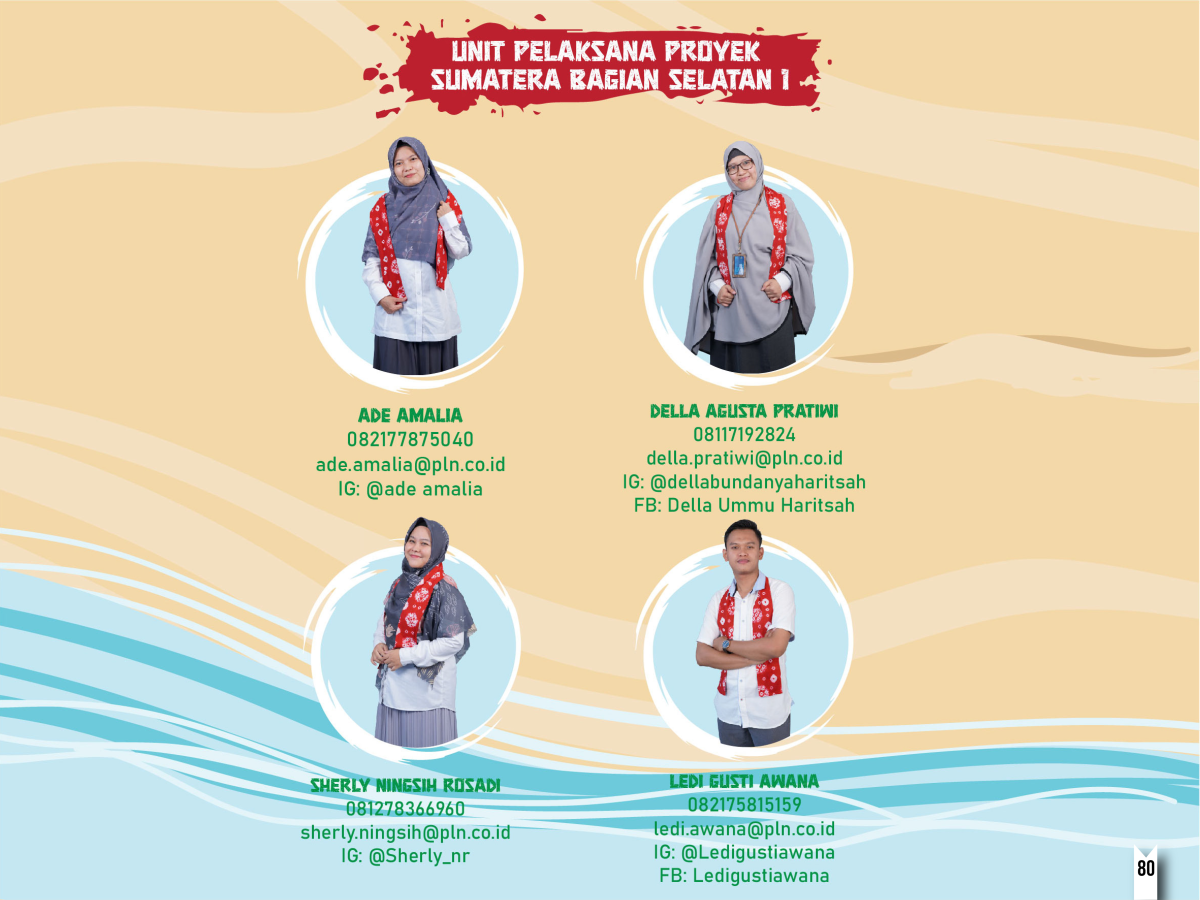 UNIT PELAKSANA PROYEK
SUMATERA BAGIAN SELATAN 1
ADE AMALIA
082177875040
ade.amalia@pln.co.id
IG: @ade amalia
DELLA AGUSTA PRATIWI
08117192824
della.pratiwi@pln.co.id
IG: @dellabundanyaharitsah
FB: Della Ummu Haritsah
SHERLY NINGSIH ROSADI
081278366960
sherly.ningsih@pln.co.id
IG: @Sherly_nr
LEDI GUSTI AWANA
082175815159
ledi.awana@pln.co.id
IG: @Ledigustiawana
FB: Ledigustiawana
80